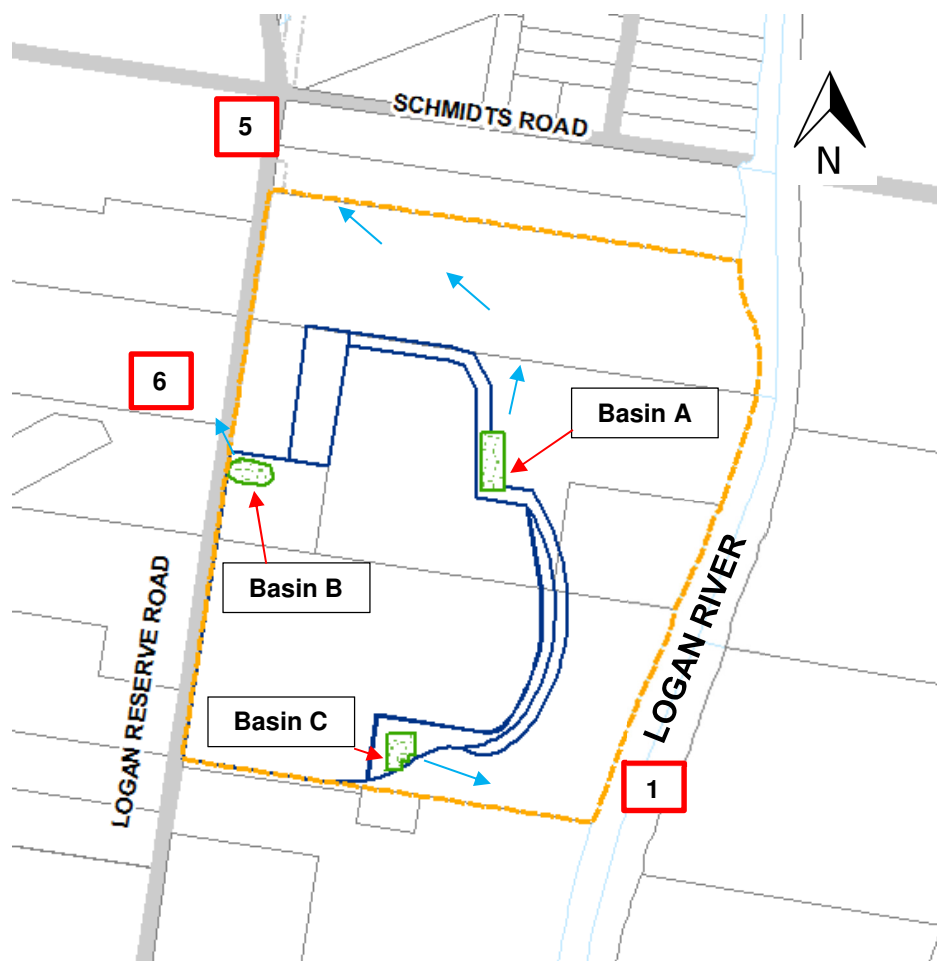 SCHMIDTS ROAD
5
N
6
Basin A
Basin B
LOGAN RIVER
LOGAN RESERVE ROAD
Basin C
1